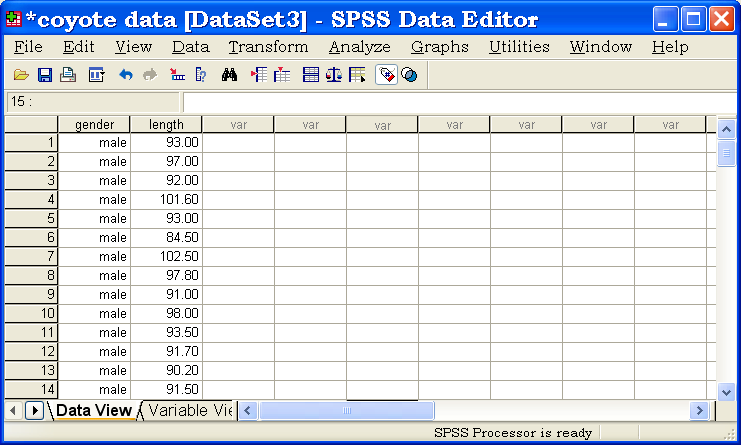 *coyote data [DataSet3] - SPSS Data Editor
File Edit View Data Transform Analyze Graphs Utilities Window Help
15 :
gender length var var var var var var var
1 male 93.00
2 male 97.00
3 male 92.00
4 male 101.60
5 male 93.00
6 male 84.50
7 male 102.50
8 male 97.80
9 male 91.00
10 male 98.00
11 male 93.50
12 male 91.70
13 male 90.20
14 male 91.50
Data View Variable Vie
SPSS Processor is ready